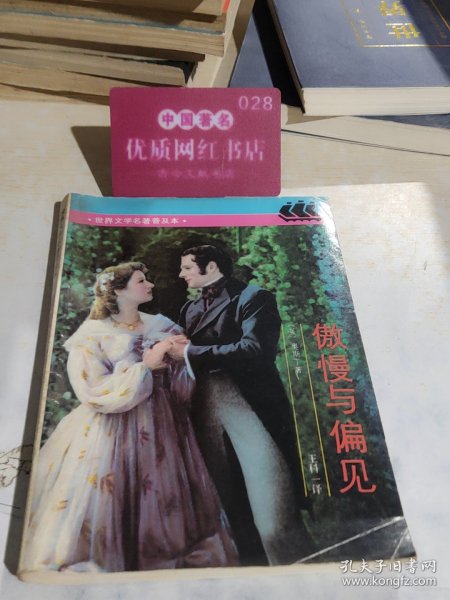 028
中国著名
优质网红书店
·世界文学名著普及本·
傲慢与偏见
王科一译
孔夫子旧书网
www.kongfz.com